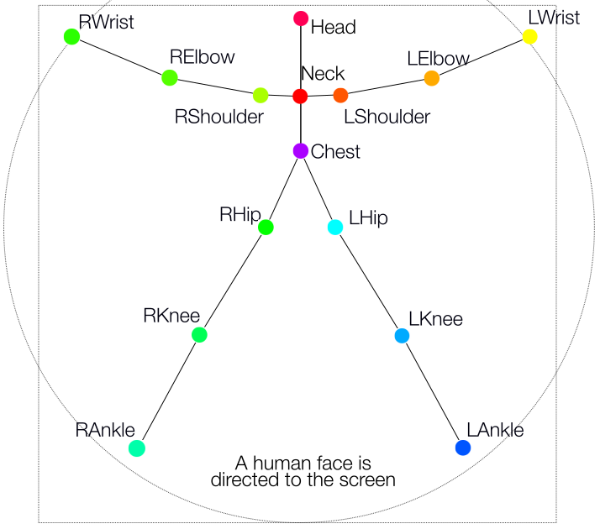 RWrist
LWrist
Head
RElbow
LElbow
Neck
RShoulder
LShoulder
Chest
RHip
LHip
RKnee
LKnee
RAnkle
LAnkle
A human face is
directed to the screen